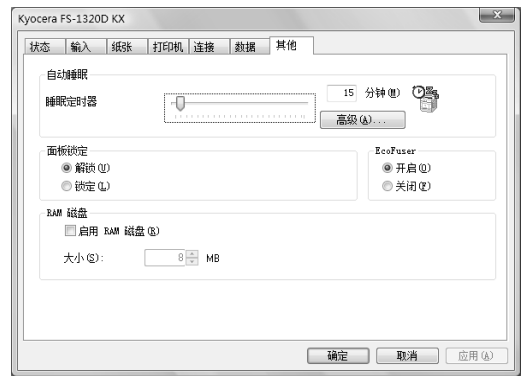 Kyocera FS-1320D KX
状态 输入 纸张 打印机 连接 数据 其他
自动睡眠
睡眠定时器
15 分钟(M)
高级(A)...
面板锁定
解锁(U)
锁定(L)
EcoFuser
开启(O)
关闭(F)
RAM 磁盘
启用 RAM 磁盘(R)
大小(S): 8 MB
确定 取消 应用(A)